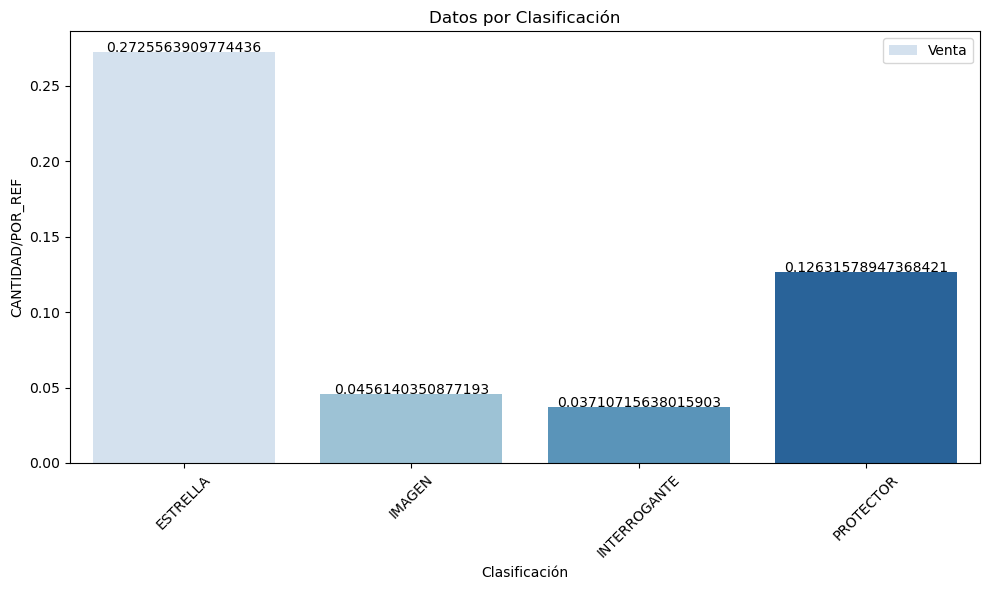 Datos por Clasificación
Venta
CANTIDAD/POR_REF
0.25
0.20
0.15
0.10
0.05
0.00
0.2725563909774436
0.0456140350877193
0.03710715638015903
0.12631578947368421
ESTRELLA
IMAGEN
INTERROGANTE
PROTECTOR
Clasificación